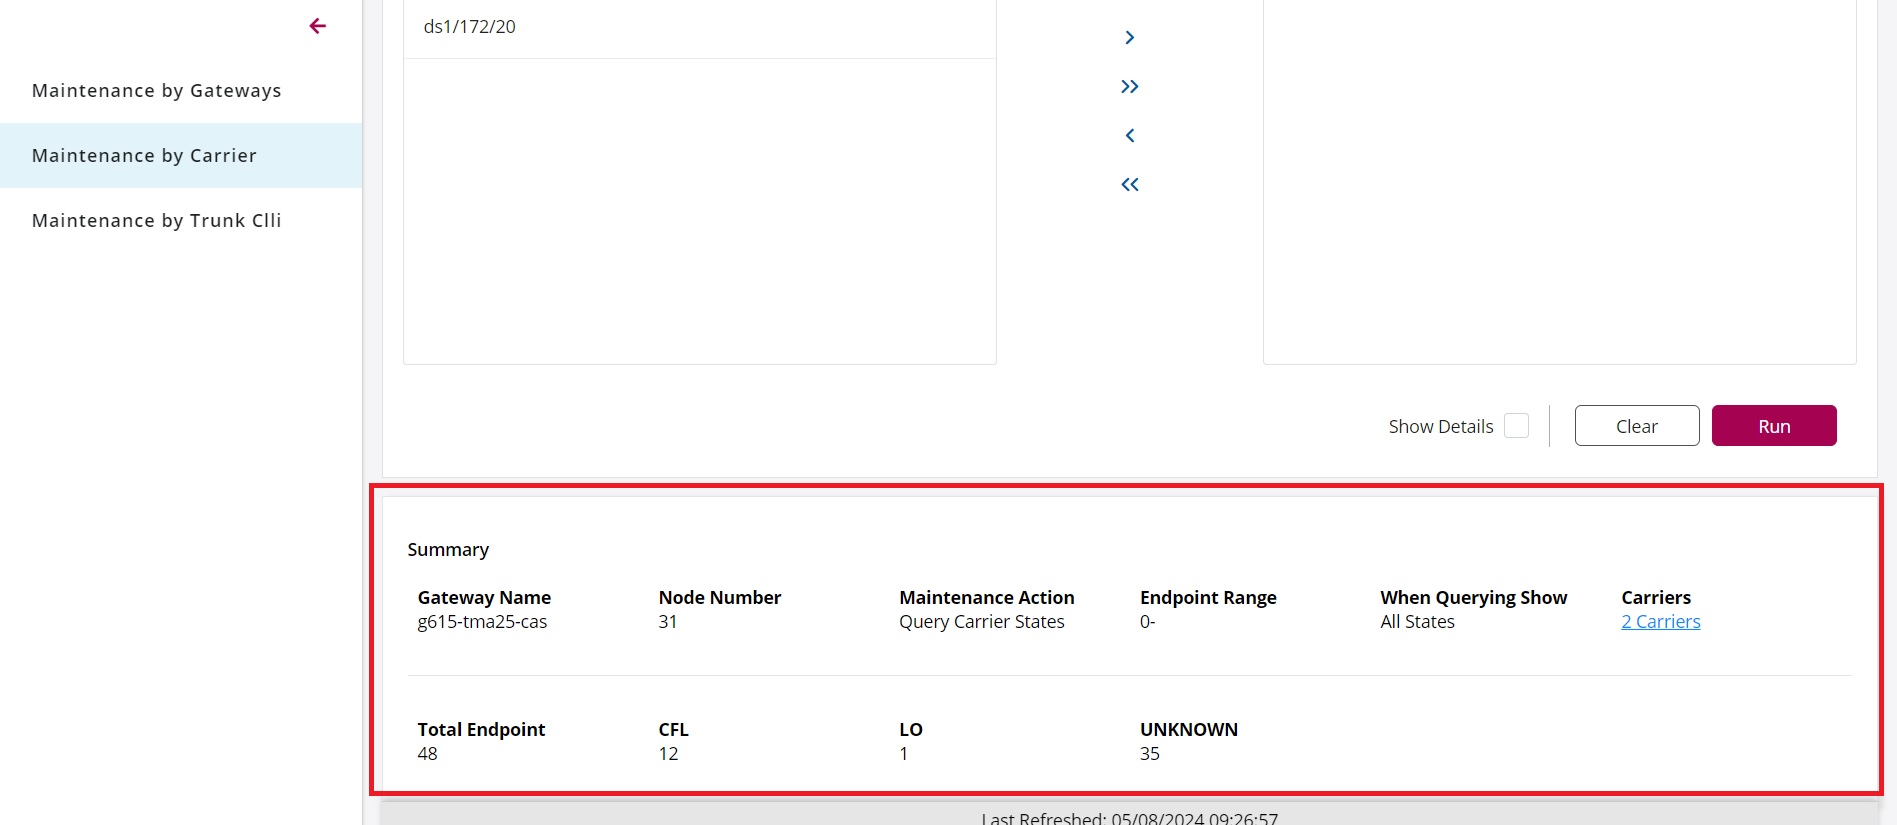 Maintenance by Gateways
Maintenance by Carrier
Maintenance by Trunk Clli
ds1/172/20
Show Details
Clear
Run
Summary
Gateway Name Node Number Maintenance Action Endpoint Range When Querying Show Carriers
g615-tma25-cas 31 Query Carrier States 0- All States 2 Carriers
Total Endpoint CFL LO UNKNOWN
48 12 1 35
Last Refreshed: 05/08/2024 09:26:57